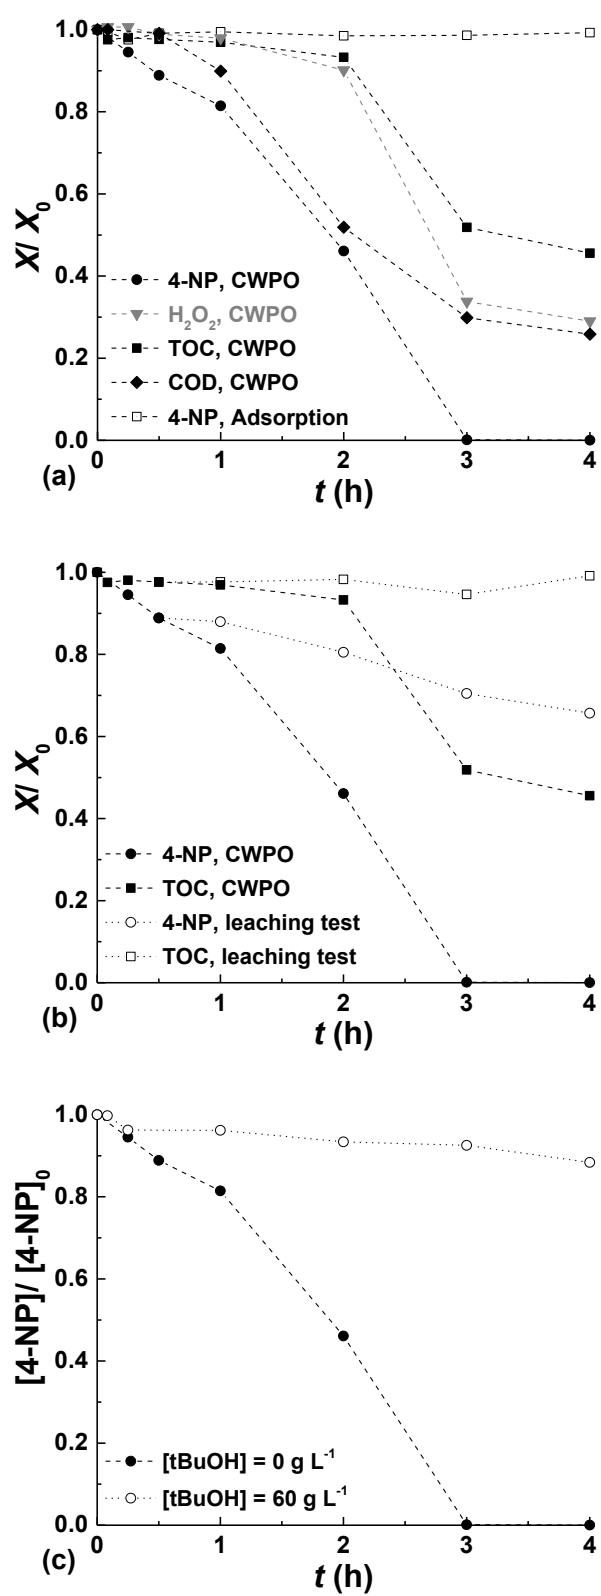 1.0
0.8
0.6
0.4
0.2
0.0
X/ X₀
4-NP, CWPO
H₂O₂, CWPO
TOC, CWPO
COD, CWPO
4-NP, Adsorption
0 1 2 3 4
(a)
t (h)
1.0
0.8
0.6
0.4
0.2
0.0
X/ X₀
4-NP, CWPO
TOC, CWPO
4-NP, leaching test
TOC, leaching test
0 1 2 3 4
(b)
t (h)
1.0
0.8
0.6
0.4
0.2
0.0
[4-NP]/ [4-NP]₀
[tBuOH] = 0 g L⁻¹
[tBuOH] = 60 g L⁻¹
0 1 2 3 4
(c)
t (h)